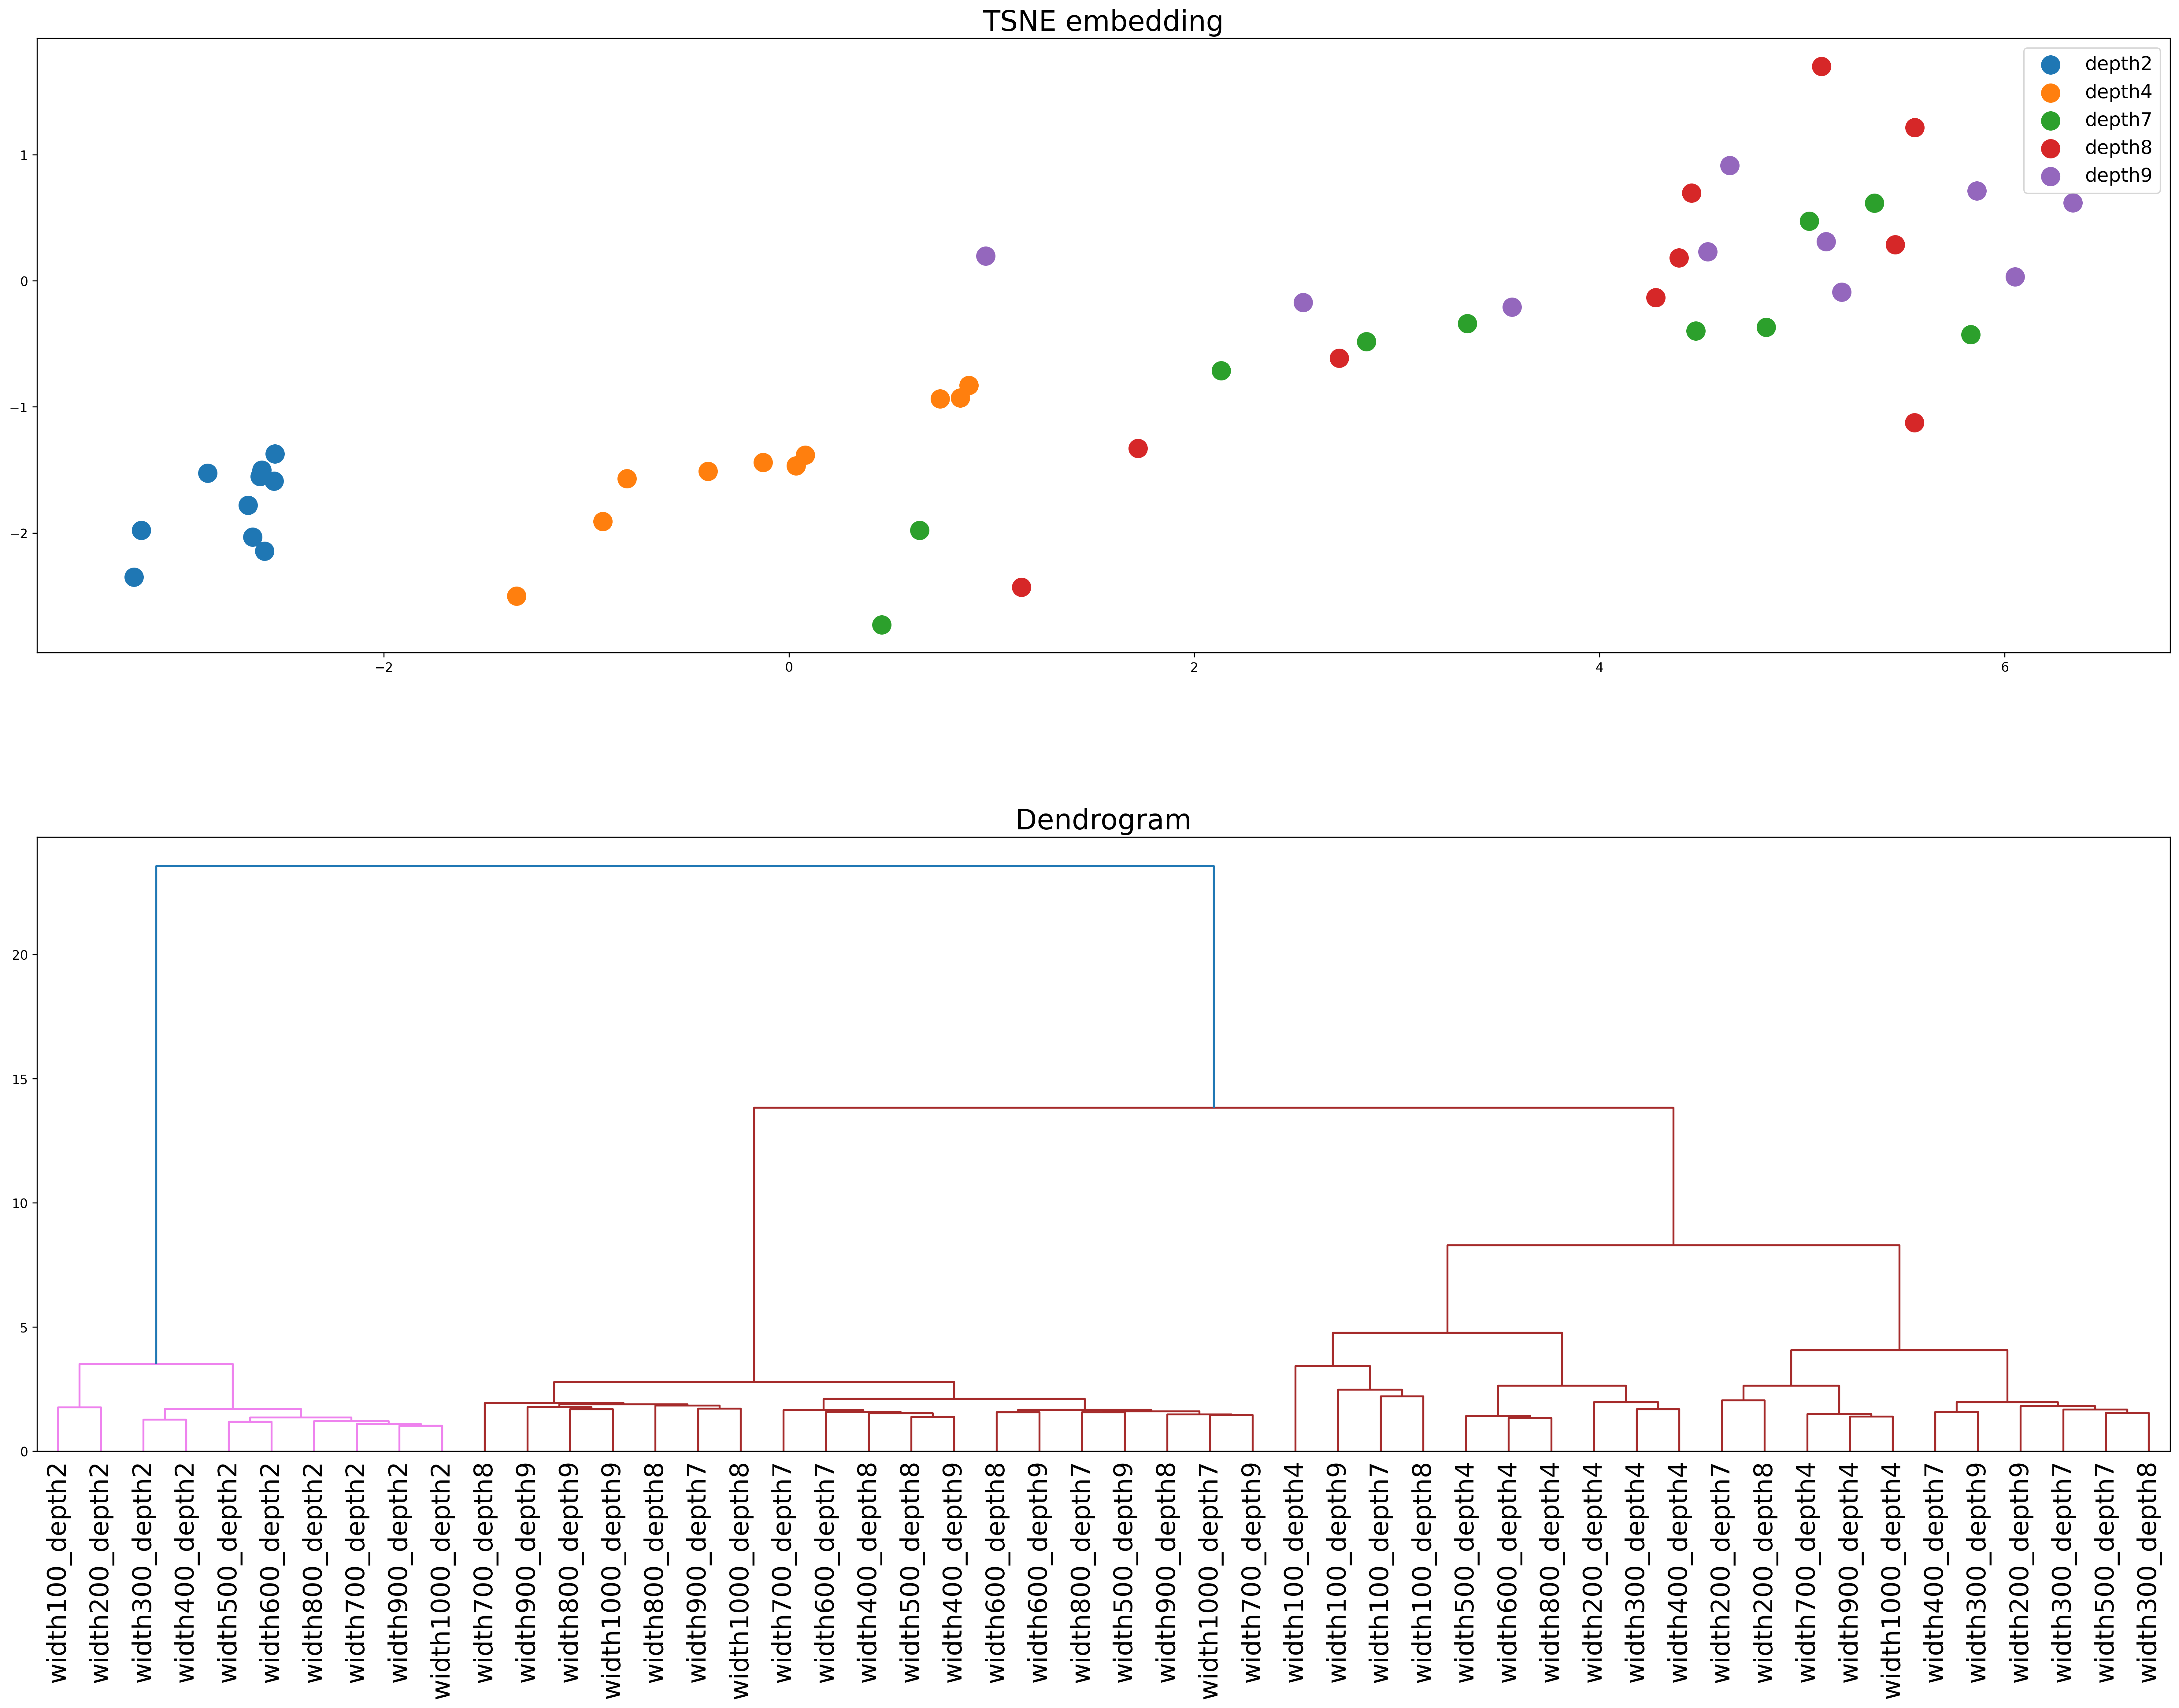 TSNE embedding
depth2
depth4
depth7
depth8
depth9
1
0
−1
−2
−2
0
2
4
6
Dendrogram
20
15
10
5
0
width100_depth2
width200_depth2
width300_depth2
width400_depth2
width500_depth2
width600_depth2
width800_depth2
width700_depth2
width900_depth2
width1000_depth2
width700_depth8
width900_depth9
width800_depth9
width1000_depth9
width800_depth8
width900_depth7
width1000_depth8
width700_depth7
width600_depth7
width400_depth8
width500_depth8
width400_depth9
width600_depth8
width600_depth9
width800_depth7
width500_depth9
width900_depth8
width1000_depth7
width700_depth9
width100_depth4
width100_depth9
width100_depth7
width100_depth8
width500_depth4
width600_depth4
width800_depth4
width200_depth4
width300_depth4
width400_depth4
width200_depth7
width200_depth8
width700_depth4
width900_depth4
width1000_depth4
width400_depth7
width300_depth9
width200_depth9
width300_depth7
width500_depth7
width300_depth8